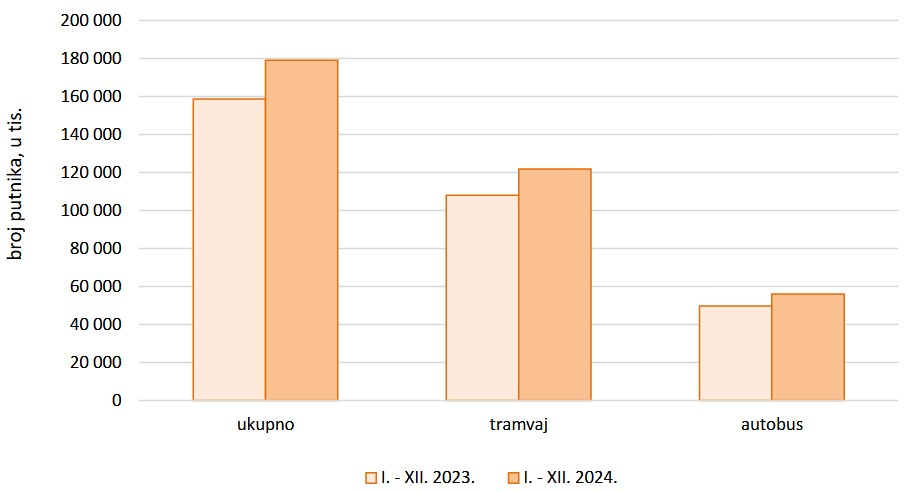 200 000
180 000
160 000
140 000
120 000
100 000
80 000
60 000
40 000
20 000
0
broj putnika, u tis.
ukupno
tramvaj
autobus
I. - XII. 2023.
I. - XII. 2024.